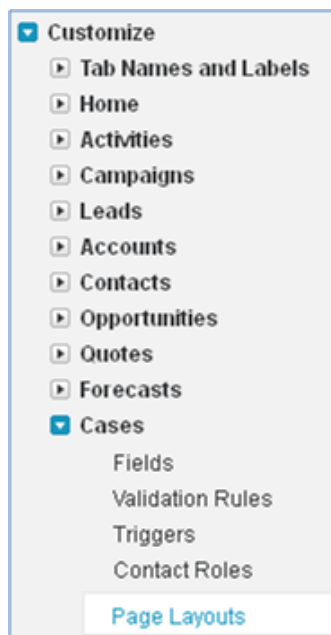 Customize
Tab Names and Labels
Home
Activities
Campaigns
Leads
Accounts
Contacts
Opportunities
Quotes
Forecasts
Cases
Fields
Validation Rules
Triggers
Contact Roles
Page Layouts